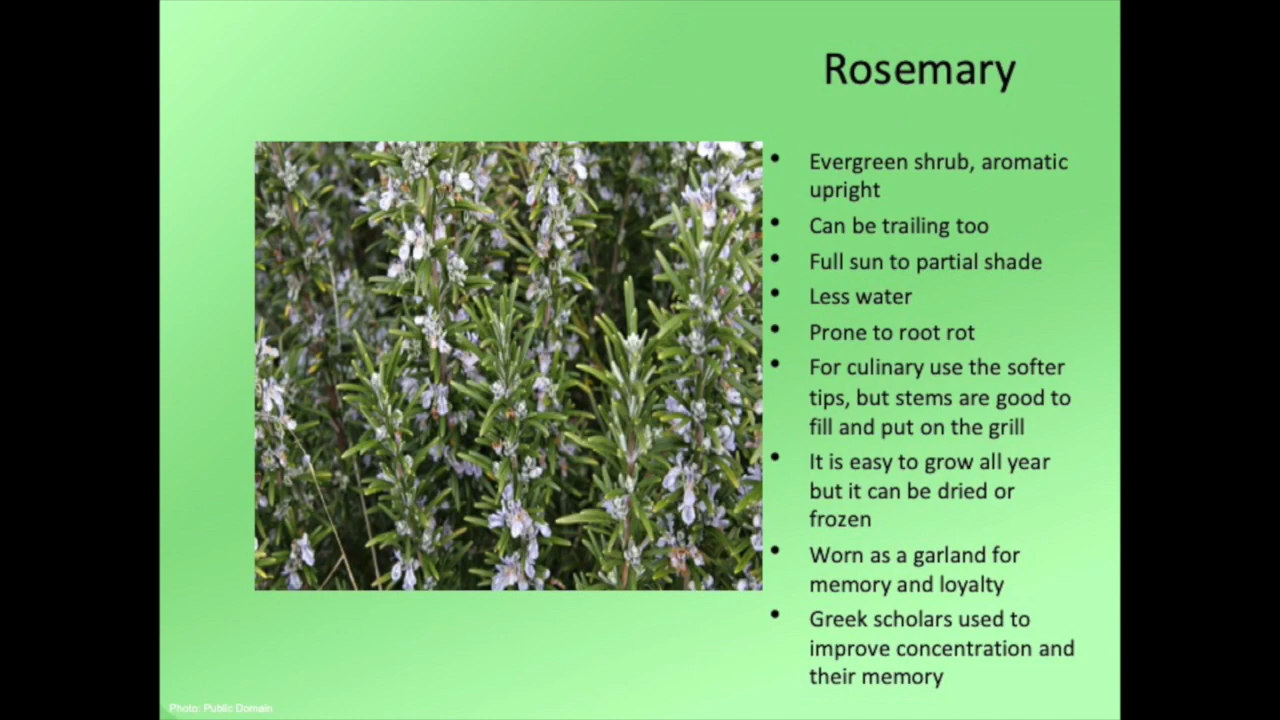 Rosemary
• Evergreen shrub, aromatic
upright
• Can be trailing too
• Full sun to partial shade
• Less water
• Prone to root rot
• For culinary use the softer
tips, but stems are good to
fill and put on the grill
• It is easy to grow all year
but it can be dried or
frozen
• Worn as a garland for
memory and loyalty
• Greek scholars used to
improve concentration and
their memory
Photo: Public Domain